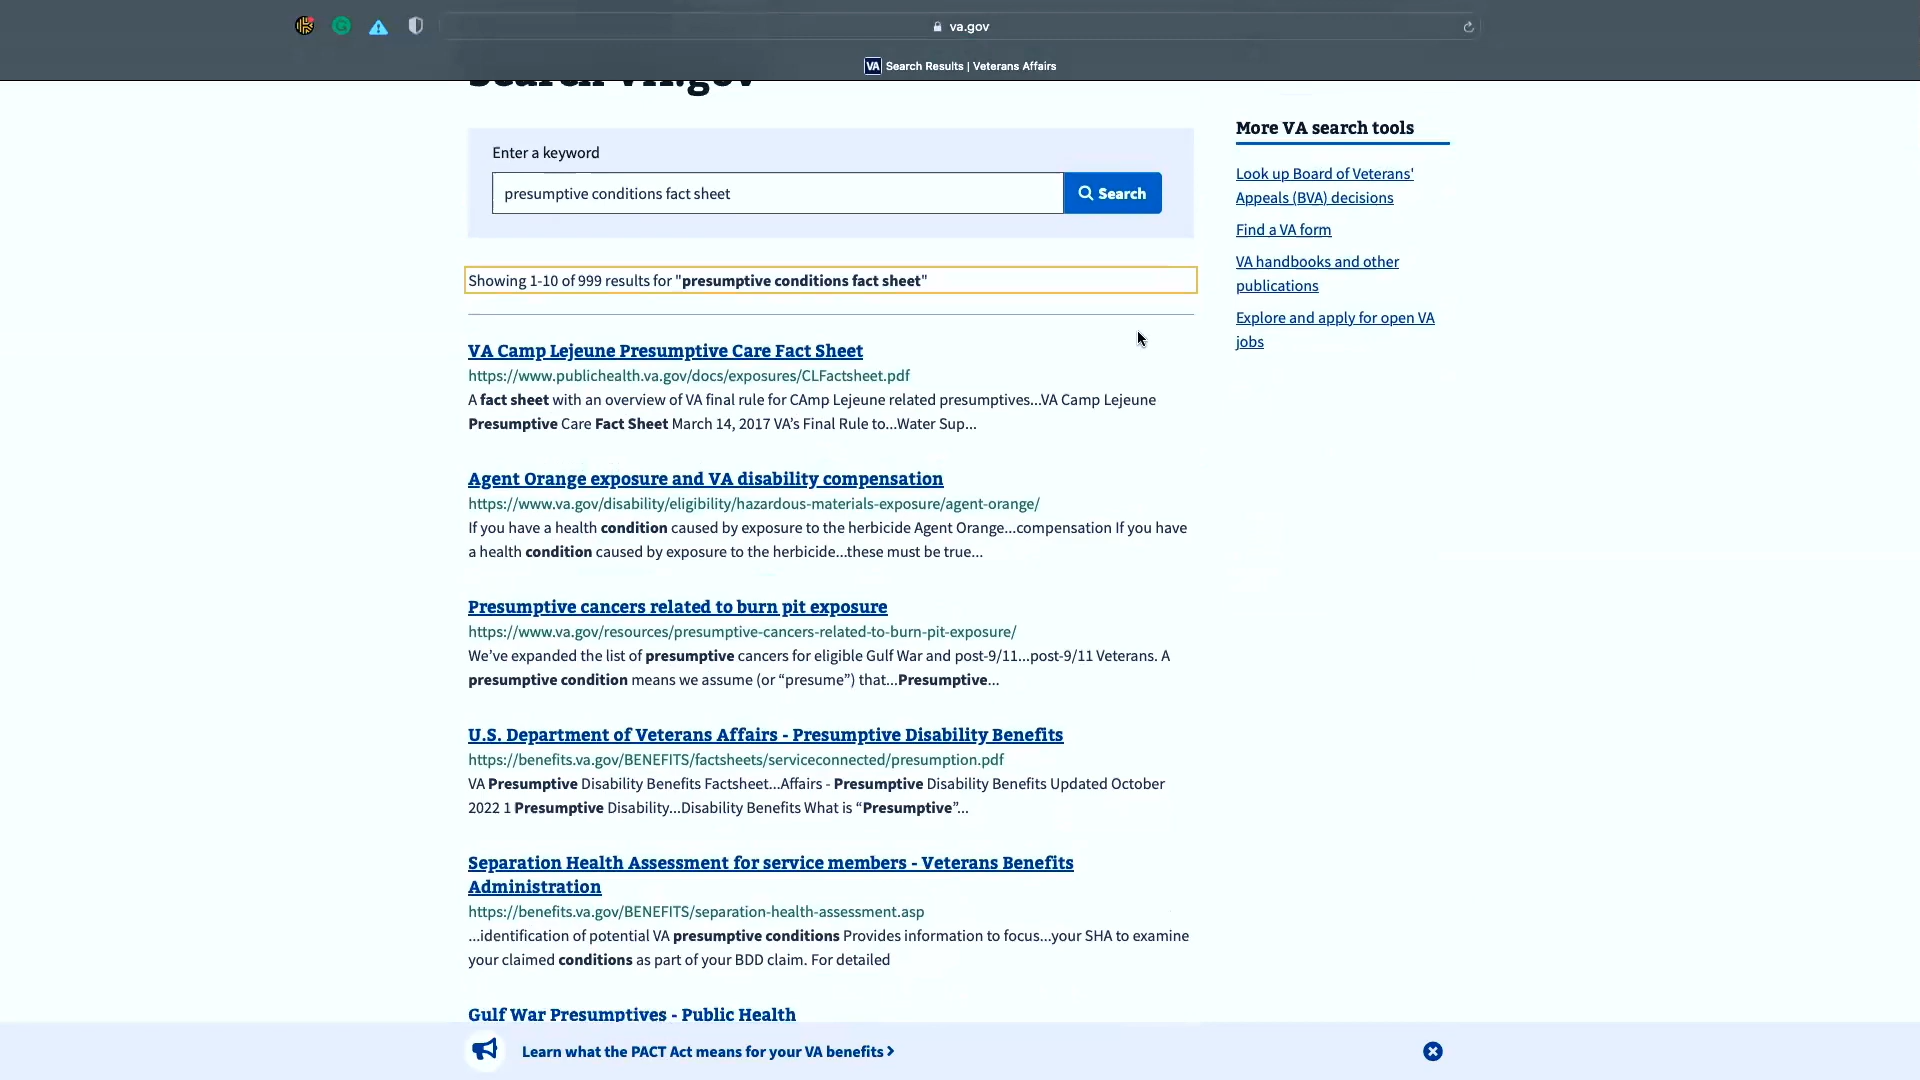 va.gov
VA Search Results | Veterans Affairs
Search VA.gov
Enter a keyword
presumptive conditions fact sheet
Search
Showing 1-10 of 999 results for "presumptive conditions fact sheet"
VA Camp Lejeune Presumptive Care Fact Sheet
https://www.publichealth.va.gov/docs/exposures/CLFactsheet.pdf
A fact sheet with an overview of VA final rule for CAmp Lejeune related presumptives...VA Camp Lejeune
Presumptive Care Fact Sheet March 14, 2017 VA’s Final Rule to...Water Sup...
Agent Orange exposure and VA disability compensation
https://www.va.gov/disability/eligibility/hazardous-materials-exposure/agent-orange/
If you have a health condition caused by exposure to the herbicide Agent Orange...compensation If you have
a health condition caused by exposure to the herbicide...these must be true...
Presumptive cancers related to burn pit exposure
https://www.va.gov/resources/presumptive-cancers-related-to-burn-pit-exposure/
We’ve expanded the list of presumptive cancers for eligible Gulf War and post-9/11...post-9/11 Veterans. A
presumptive condition means we assume (or “presume”) that...Presumptive...
U.S. Department of Veterans Affairs - Presumptive Disability Benefits
https://benefits.va.gov/BENEFITS/factsheets/serviceconnected/presumption.pdf
VA Presumptive Disability Benefits Factsheet...Affairs - Presumptive Disability Benefits Updated October
2022 1 Presumptive Disability...Disability Benefits What is “Presumptive”...
Separation Health Assessment for service members - Veterans Benefits
Administration
https://benefits.va.gov/BENEFITS/separation-health-assessment.asp
...identification of potential VA presumptive conditions Provides information to focus...your SHA to examine
your claimed conditions as part of your BDD claim. For detailed
Gulf War Presumptives - Public Health
More VA search tools
Look up Board of Veterans'
Appeals (BVA) decisions
Find a VA form
VA handbooks and other
publications
Explore and apply for open VA
jobs
Learn what the PACT Act means for your VA benefits